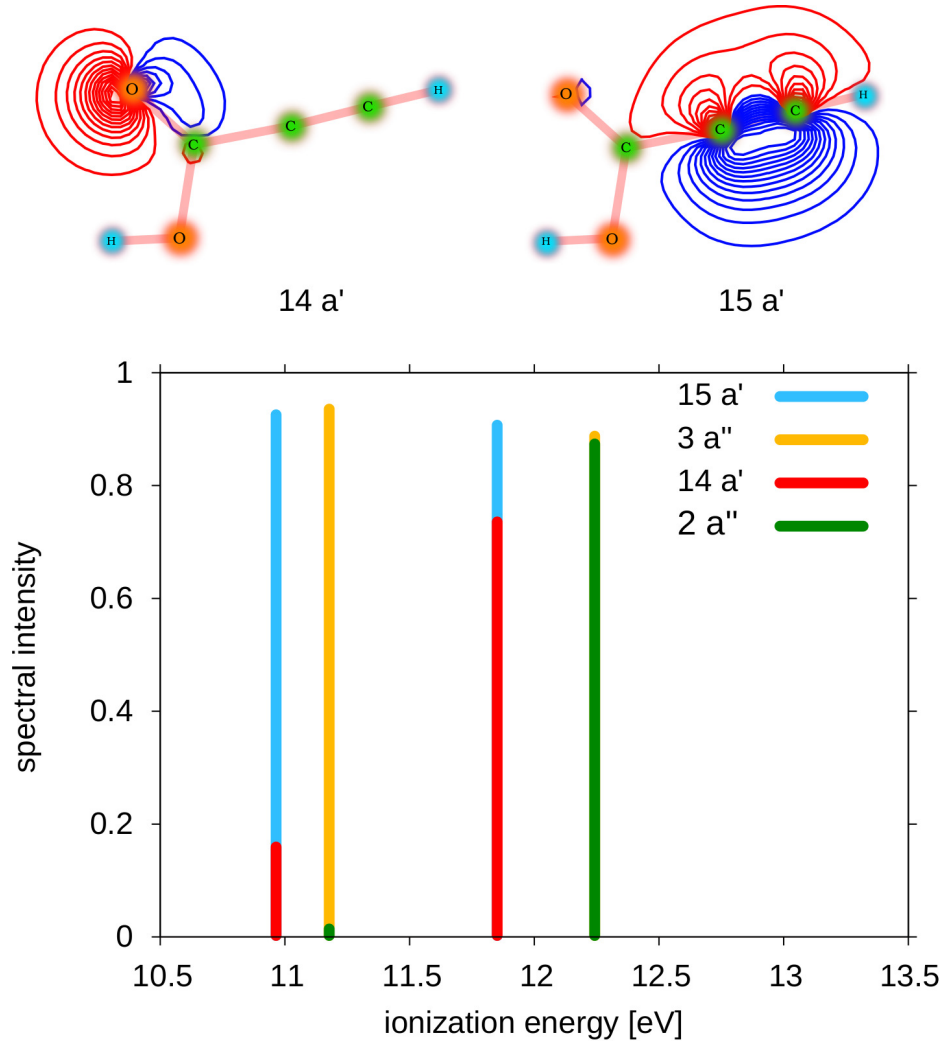 O
C
C
C
H
H
O
O
C
C
C
H
H
O
14 a' 15 a'
1
0.8
0.6
0.4
0.2
0
15 a'
3 a"
14 a'
2 a"
spectral intensity
10.5 11 11.5 12 12.5 13 13.5
ionization energy [eV]